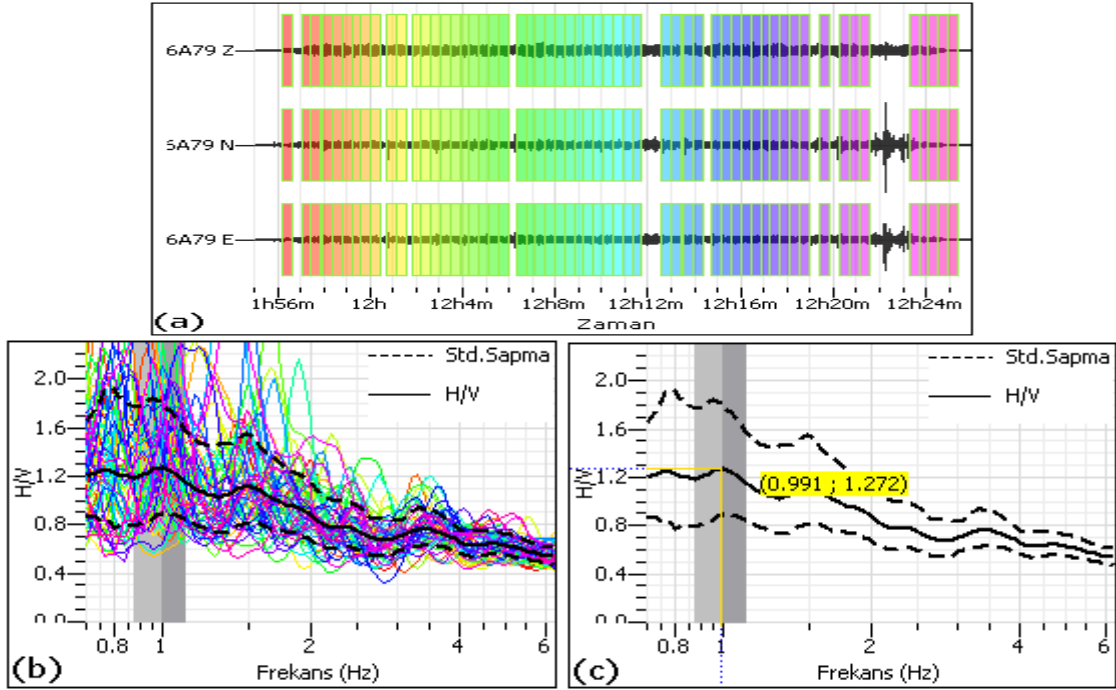 6A79 Z
5A79 N
6A79 E
1h56m 12h 12h4m 12h8m 12h12m 12h16m 12h20m 12h24m
(a)
Zaman
H/V
2.0
1.6
1.2
0.8
0.4
0.0
Std.Sapma
H/V
0.8 1 2 4 6
Frekans (Hz)
(b)
H/V
2.0
1.6
1.2
0.8
0.4
0.0
Std.Sapma
H/V
(0.991 ; 1.272)
0.8 1 2 4 6
Frekans (Hz)
(c)